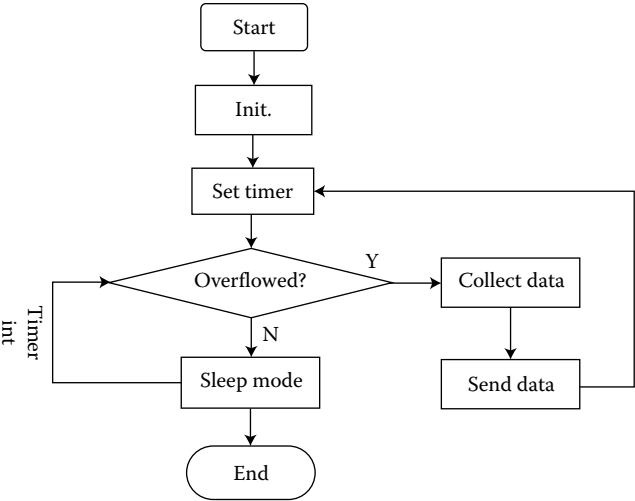 Start
Init.
Set timer
Overflowed?
Y
Collect data
Timer
int
N
Sleep mode
Send data
End